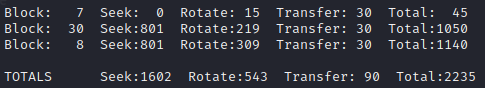 Block:   7  Seek:  0  Rotate: 15  Transfer: 30  Total:  45
Block:  30  Seek:801  Rotate:219  Transfer: 30  Total:1050
Block:   8  Seek:801  Rotate:309  Transfer: 30  Total:1140
TOTALS      Seek:1602  Rotate:543  Transfer: 90  Total:2235